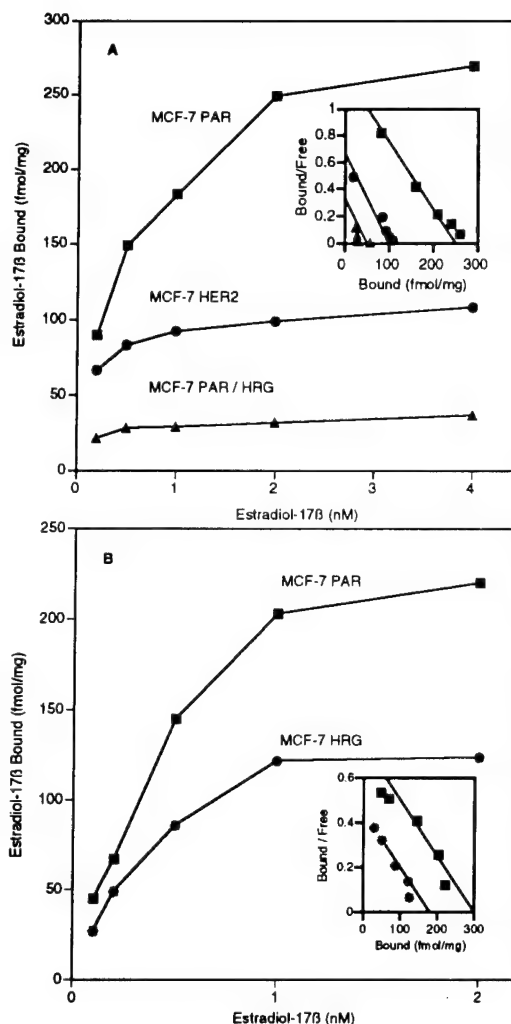 A
300
250
200
150
100
50
0
Estradiol-17ß Bound (fmol/mg)
MCF-7 PAR
MCF-7 HER2
MCF-7 PAR / HRG
0 1 2 3 4
Estradiol-17ß (nM)
Bound/Free
1
0.8
0.6
0.4
0.2
0
0 100 200 300
Bound (fmol/mg)
B
250
200
150
100
50
0
Estradiol-17ß Bound (fmol/mg)
MCF-7 PAR
MCF-7 HRG
0 1 2
Estradiol-17ß (nM)
Bound / Free
0.6
0.4
0.2
0
0 100 200 300
Bound (fmol/mg)